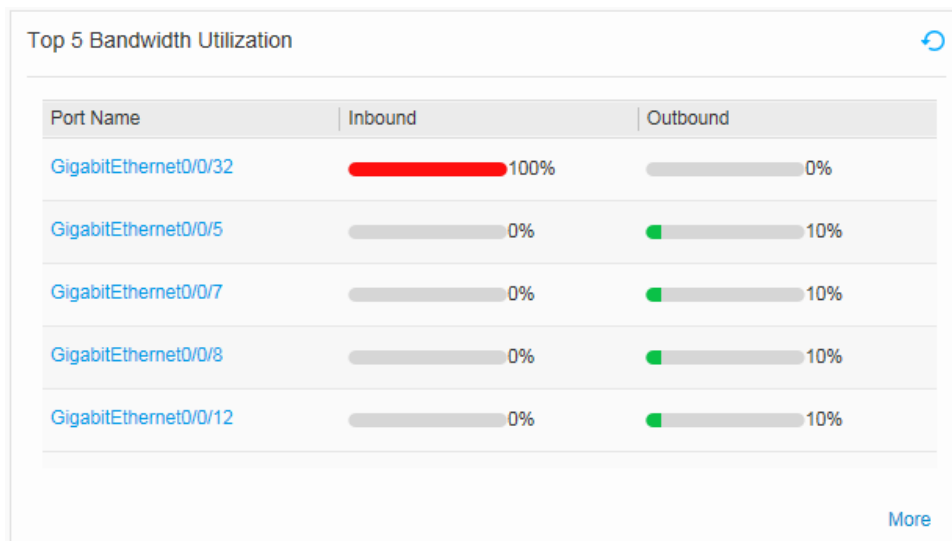 Top 5 Bandwidth Utilization
Port Name Inbound Outbound
GigabitEthernet0/0/32 100% 0%
GigabitEthernet0/0/5 0% 10%
GigabitEthernet0/0/7 0% 10%
GigabitEthernet0/0/8 0% 10%
GigabitEthernet0/0/12 0% 10%
More